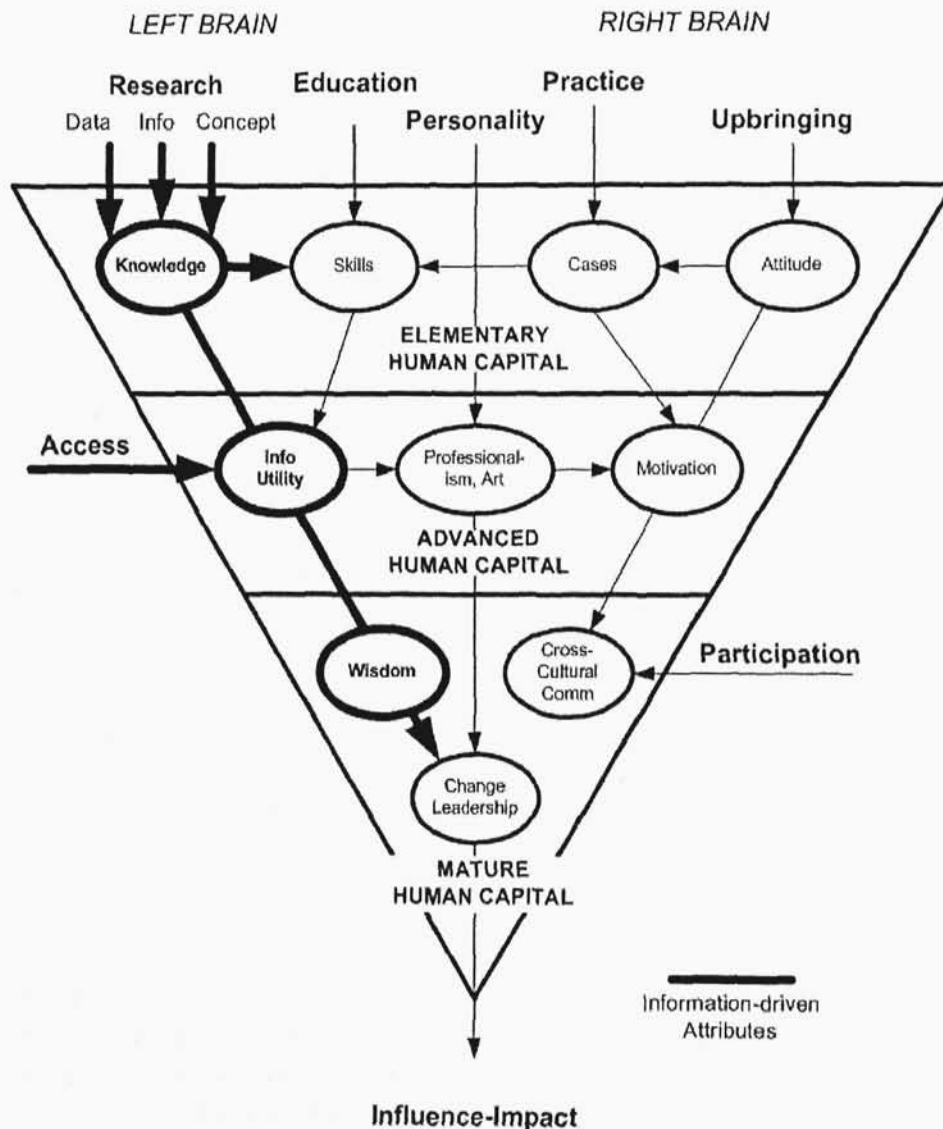 LEFT BRAIN
RIGHT BRAIN
Research
Education
Practice
Data Info Concept
Personality
Upbringing
Knowledge
Skills
Cases
Attitude
ELEMENTARY
HUMAN CAPITAL
Access
Info
Utility
Professional-
ism, Art
Motivation
ADVANCED
HUMAN CAPITAL
Wisdom
Cross-
Cultural
Comm
Participation
Change
Leadership
MATURE
HUMAN CAPITAL
Information-driven
Attributes
Influence-Impact